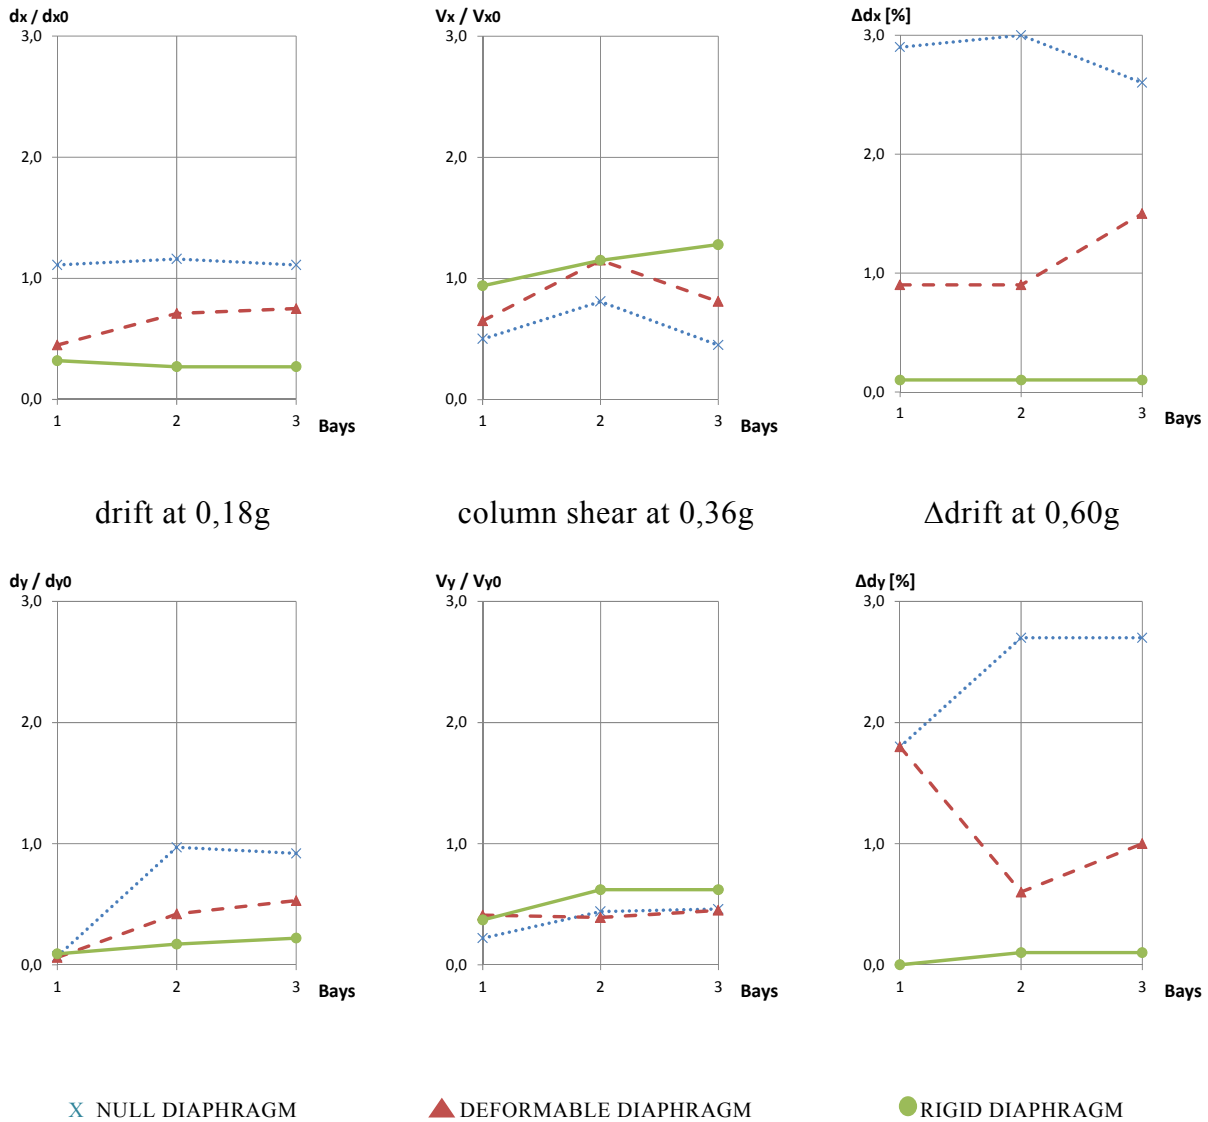 dx / dx0
Vx / Vx0
Δdx [%]
3,0
2,0
1,0
0,0
1 2 3 Bays
3,0
2,0
1,0
0,0
1 2 3 Bays
3,0
2,0
1,0
0,0
1 2 3 Bays
drift at 0,18g
column shear at 0,36g
Δdrift at 0,60g
dy / dy0
Vy / Vy0
Δdy [%]
3,0
2,0
1,0
0,0
1 2 3 Bays
3,0
2,0
1,0
0,0
1 2 3 Bays
3,0
2,0
1,0
0,0
1 2 3 Bays
X NULL DIAPHRAGM
DEFORMABLE DIAPHRAGM
RIGID DIAPHRAGM